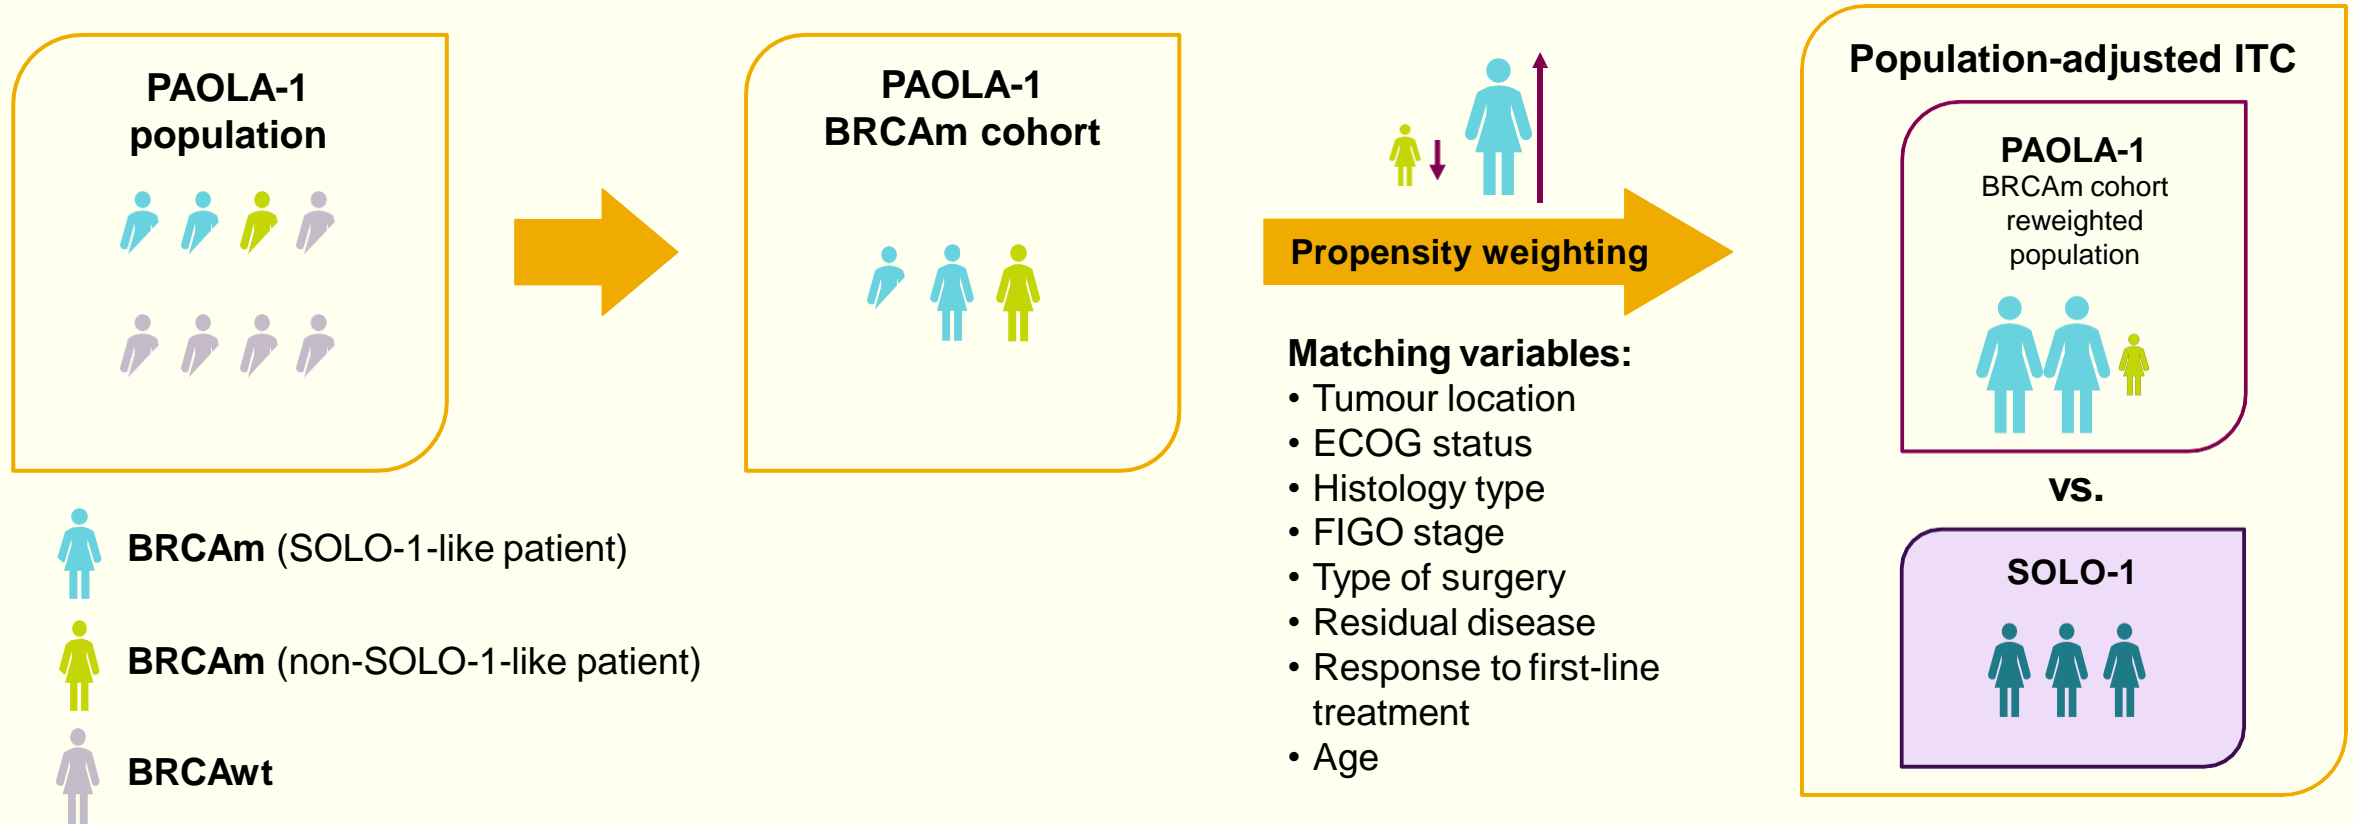 PAOLA-1
population
BRCAm (SOLO-1-like patient)
BRCAm (non-SOLO-1-like patient)
BRCAwt
PAOLA-1
BRCAm cohort
Propensity weighting
Matching variables:
• Tumour location
• ECOG status
• Histology type
• FIGO stage
• Type of surgery
• Residual disease
• Response to first-line
treatment
• Age
Population-adjusted ITC
PAOLA-1
BRCAm cohort
reweighted
population
vs.
SOLO-1